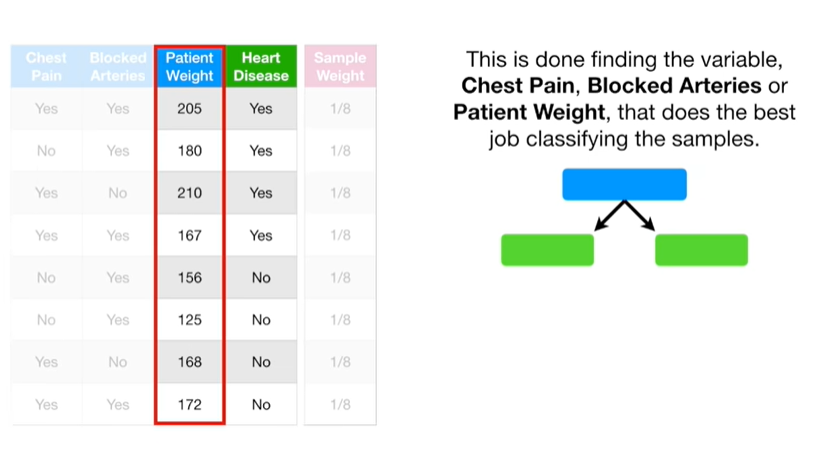 Chest Pain Blocked Arteries Patient Weight Heart Disease Sample Weight
Yes Yes 205 Yes 1/8
No Yes 180 Yes 1/8
Yes No 210 Yes 1/8
Yes Yes 167 Yes 1/8
No Yes 156 No 1/8
No Yes 125 No 1/8
Yes No 168 No 1/8
Yes Yes 172 No 1/8
This is done finding the variable,
Chest Pain, Blocked Arteries or
Patient Weight, that does the best
job classifying the samples.